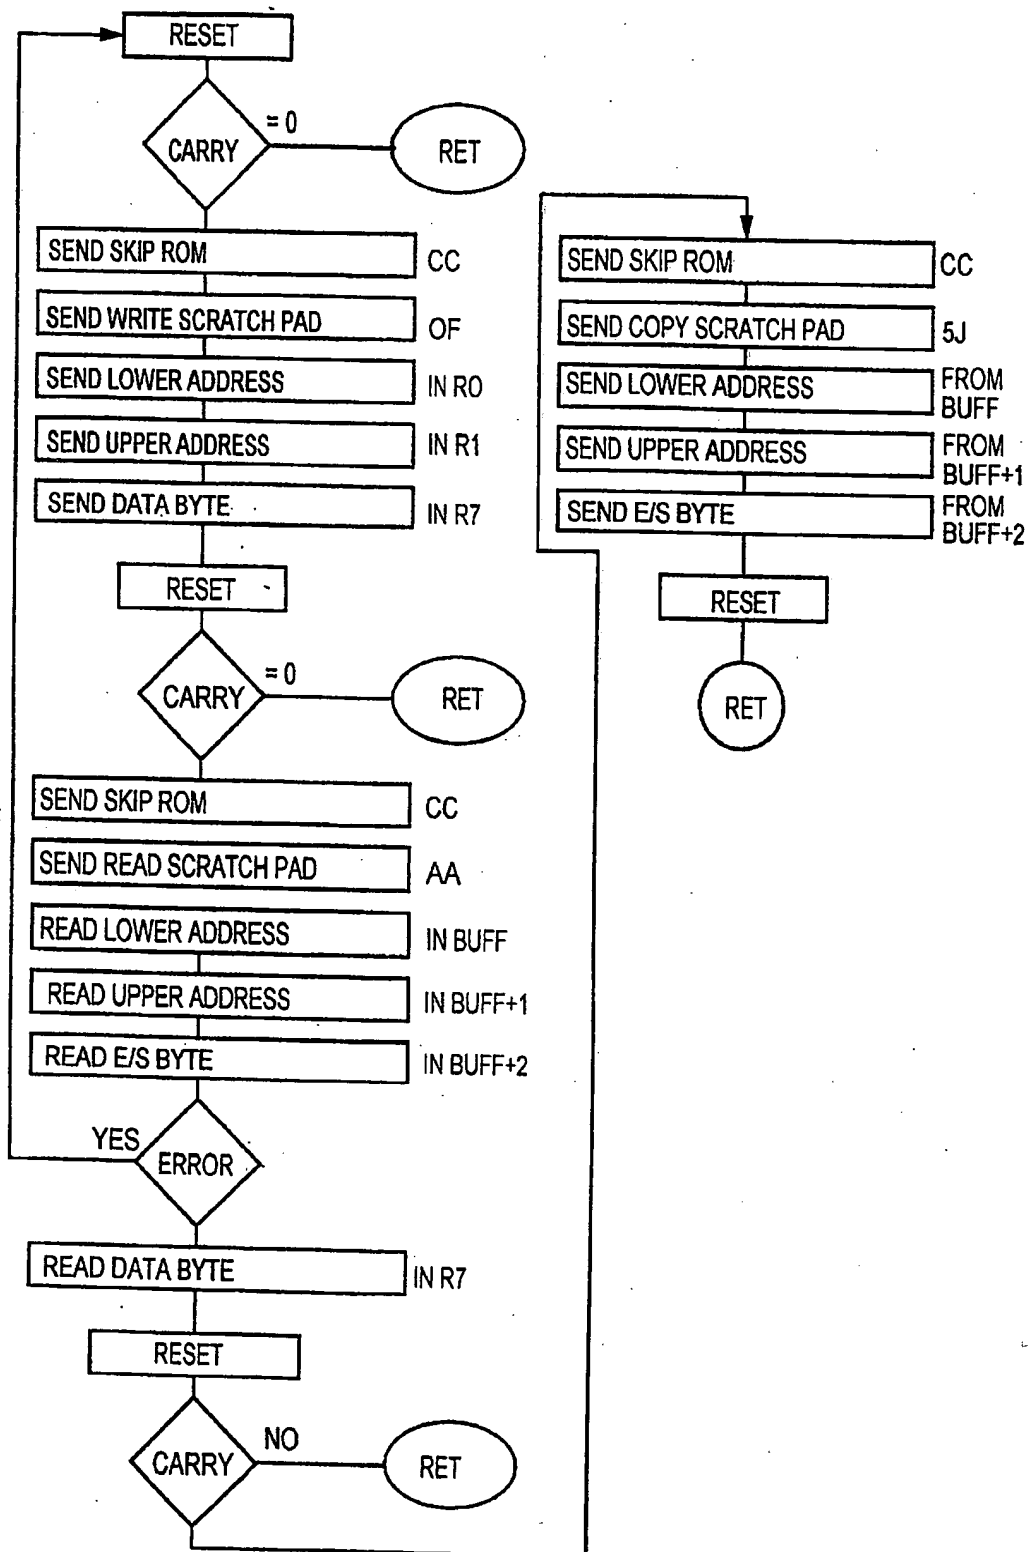 RESET
CARRY
= 0
RET
SEND SKIP ROM
CC
SEND WRITE SCRATCH PAD
OF
SEND LOWER ADDRESS
IN R0
SEND UPPER ADDRESS
IN R1
SEND DATA BYTE
IN R7
RESET
CARRY
= 0
RET
SEND SKIP ROM
CC
SEND READ SCRATCH PAD
AA
READ LOWER ADDRESS
IN BUFF
READ UPPER ADDRESS
IN BUFF+1
READ E/S BYTE
IN BUFF+2
YES
ERROR
READ DATA BYTE
IN R7
RESET
CARRY
NO
RET
SEND SKIP ROM
CC
SEND COPY SCRATCH PAD
5J
SEND LOWER ADDRESS
FROM
BUFF
SEND UPPER ADDRESS
FROM
BUFF+1
SEND E/S BYTE
FROM
BUFF+2
RESET
RET